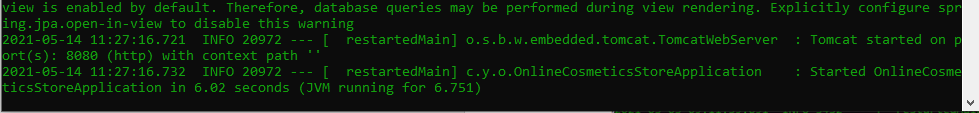 view is enabled by default. Therefore, database queries may be performed during view rendering. Explicitly configure spr
ing.jpa.open-in-view to disable this warning
2021-05-14 11:27:16.721  INFO 20972 --- [  restartedMain] o.s.b.w.embedded.tomcat.TomcatWebServer  : Tomcat started on p
ort(s): 8080 (http) with context path ''
2021-05-14 11:27:16.732  INFO 20972 --- [  restartedMain] c.y.o.OnlineCosmeticsStoreApplication    : Started OnlineCosme
ticsStoreApplication in 6.02 seconds (JVM running for 6.751)